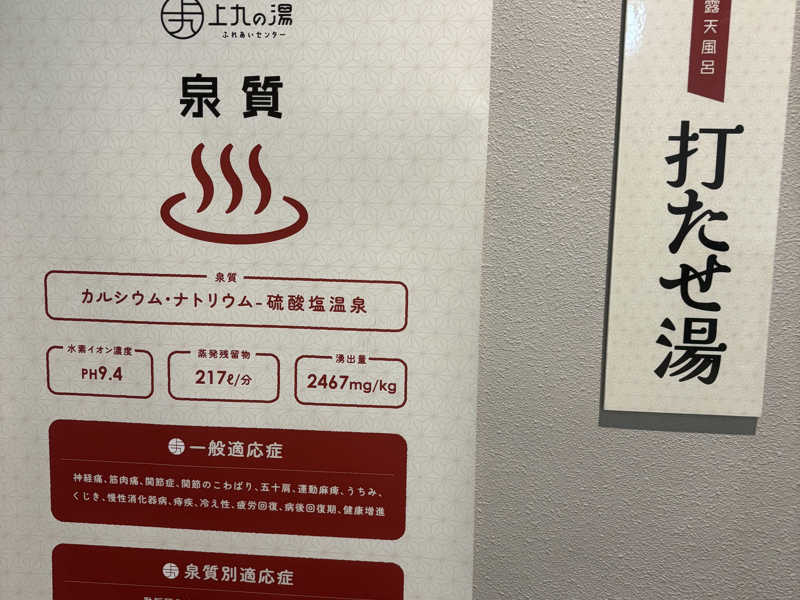 上九の湯
ふれあいセンター
泉質
泉質
カルシウム・ナトリウム-硫酸塩温泉
水素イオン濃度
PH9.4
蒸発残留物
217ℓ/分
湧出量
2467mg/kg
一般適応症
神経痛、筋肉痛、関節症、関節のこわばり、五十肩、運動麻痺、うちみ、
くじき、慢性消化器病、痔疾、冷え性、疲労回復、病後回復期、健康増進
泉質別適応症
露天風呂
打たせ湯